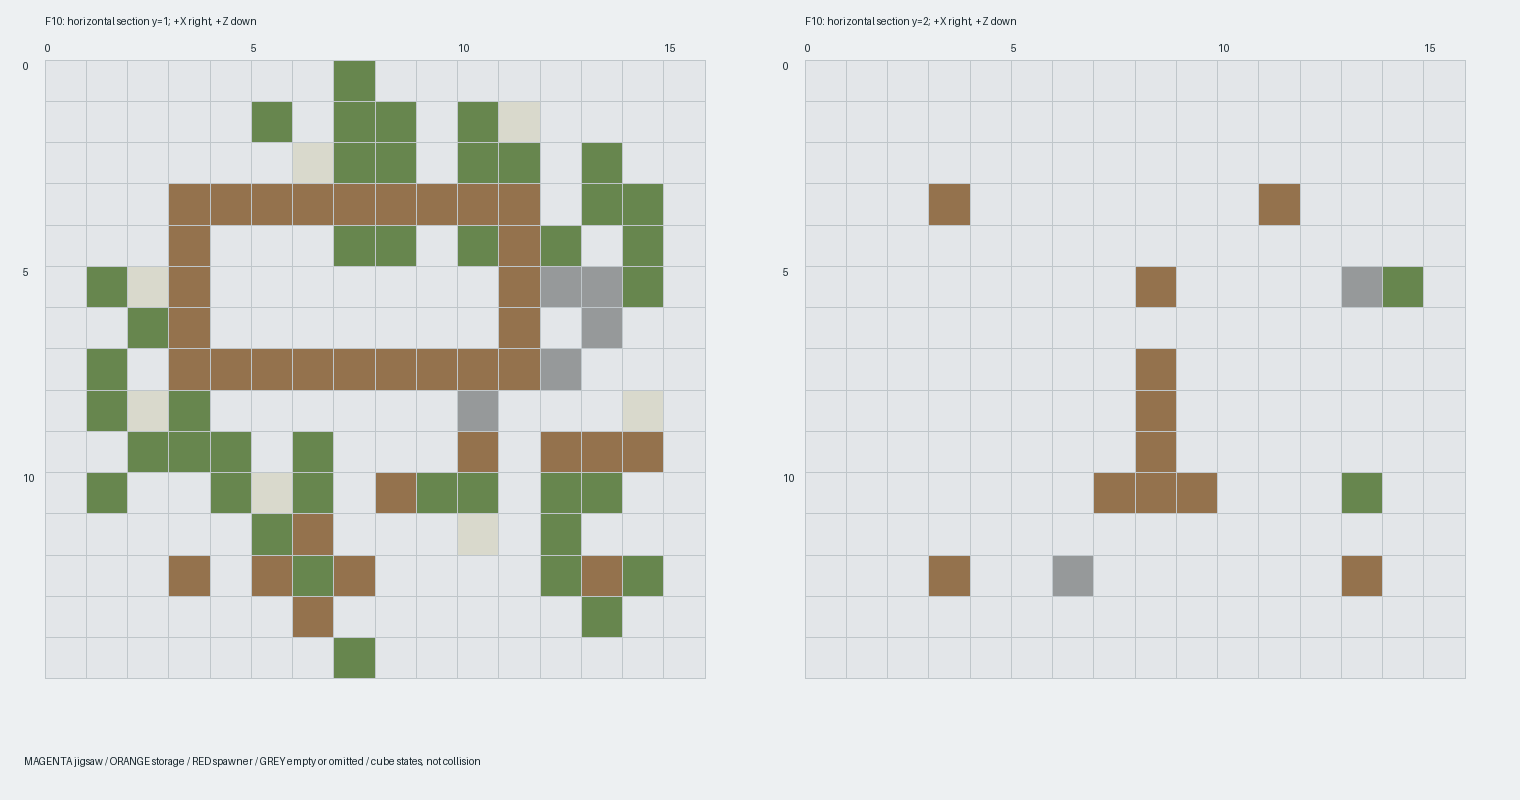 F10: horizontal section y=1; +X right, +Z down
F10: horizontal section y=2; +X right, +Z down
0 5 10 15
0 5 10 15
0
0
5
5
10
10
MAGENTA jigsaw / ORANGE storage / RED spawner / GREY empty or omitted / cube states, not collision